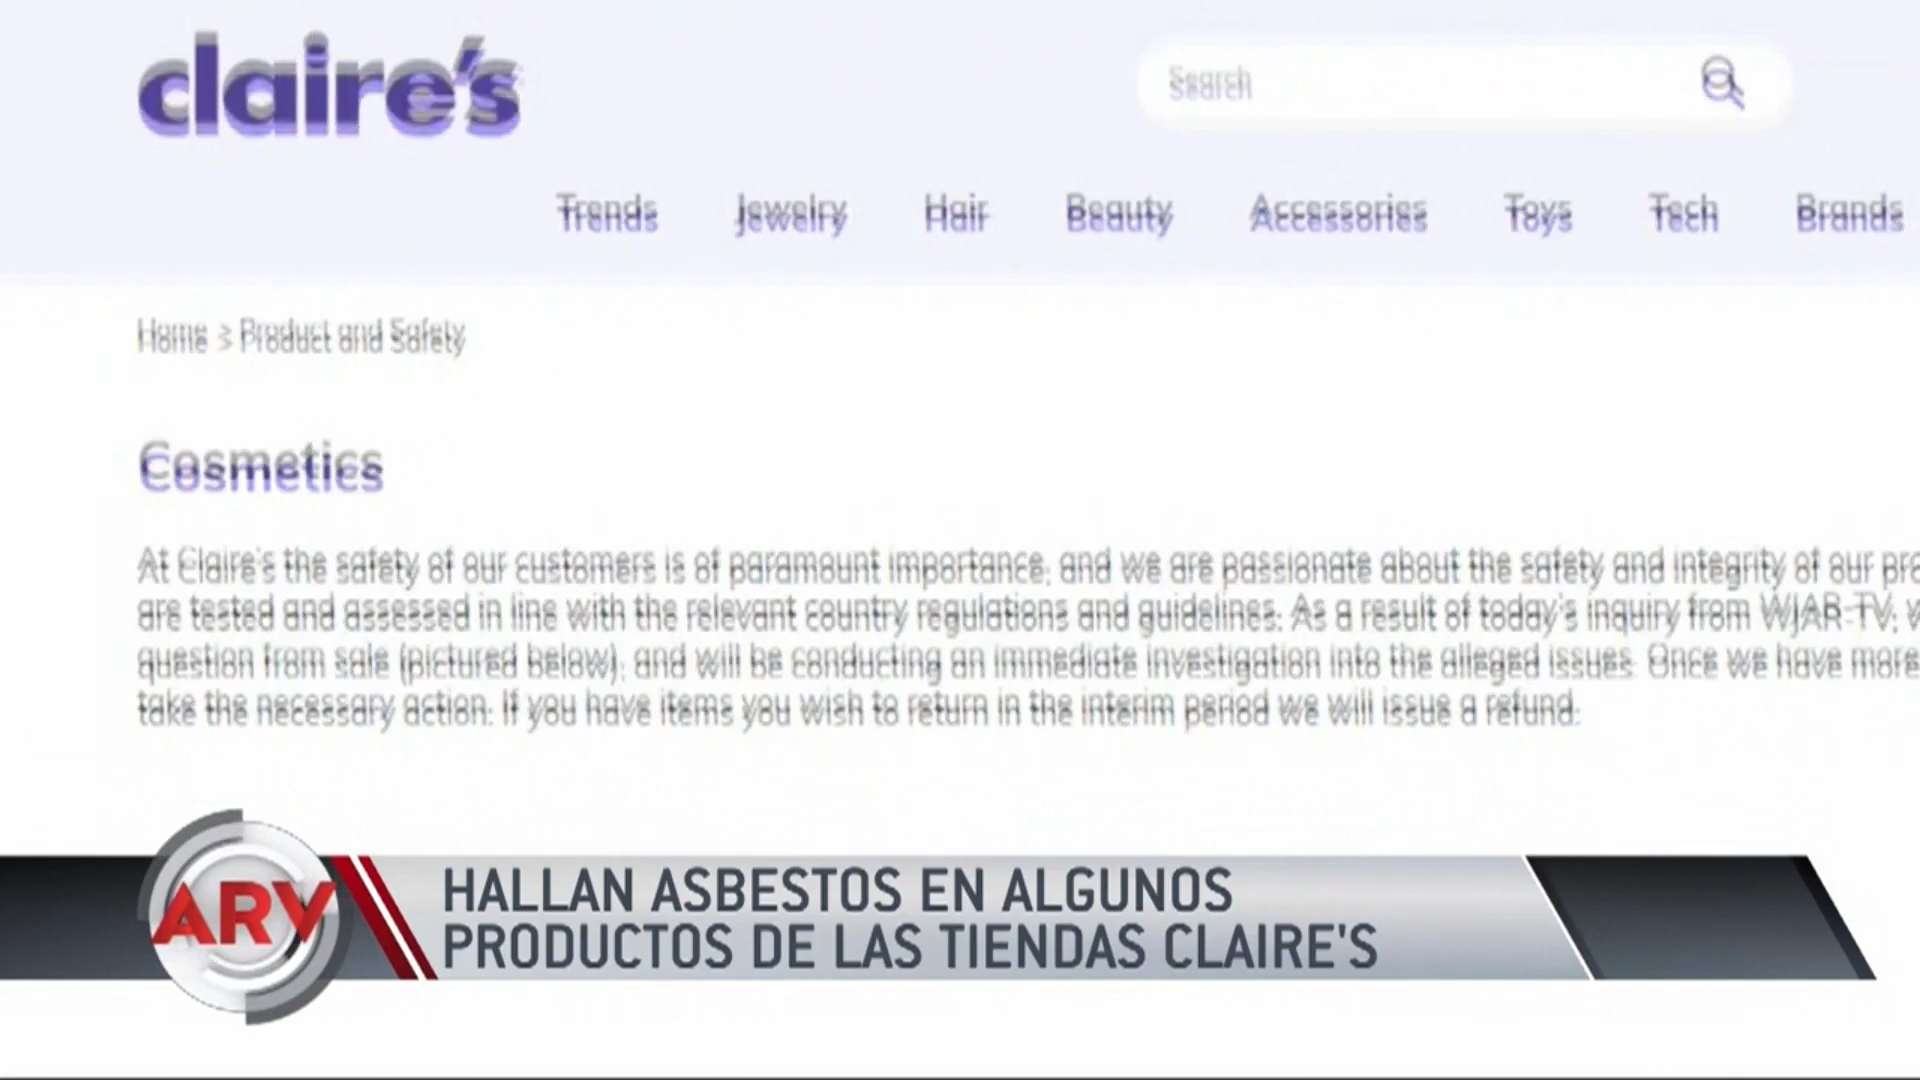 claire's
Search
Trends Jewelry Hair Beauty Accessories Toys Tech Brands
Home > Product and Safety
Cosmetics
At Claire's the safety of our customers is of paramount importance, and we are passionate about the safety and integrity of our pro
are tested and assessed in line with the relevant country regulations and guidelines. As a result of today's inquiry from WJAR-TV, w
question from sale (pictured below), and will be conducting an immediate investigation into the alleged issues. Once we have more
take the necessary action. If you have items you wish to return in the interim period we will issue a refund.
ARV
HALLAN ASBESTOS EN ALGUNOS
PRODUCTOS DE LAS TIENDAS CLAIRE'S